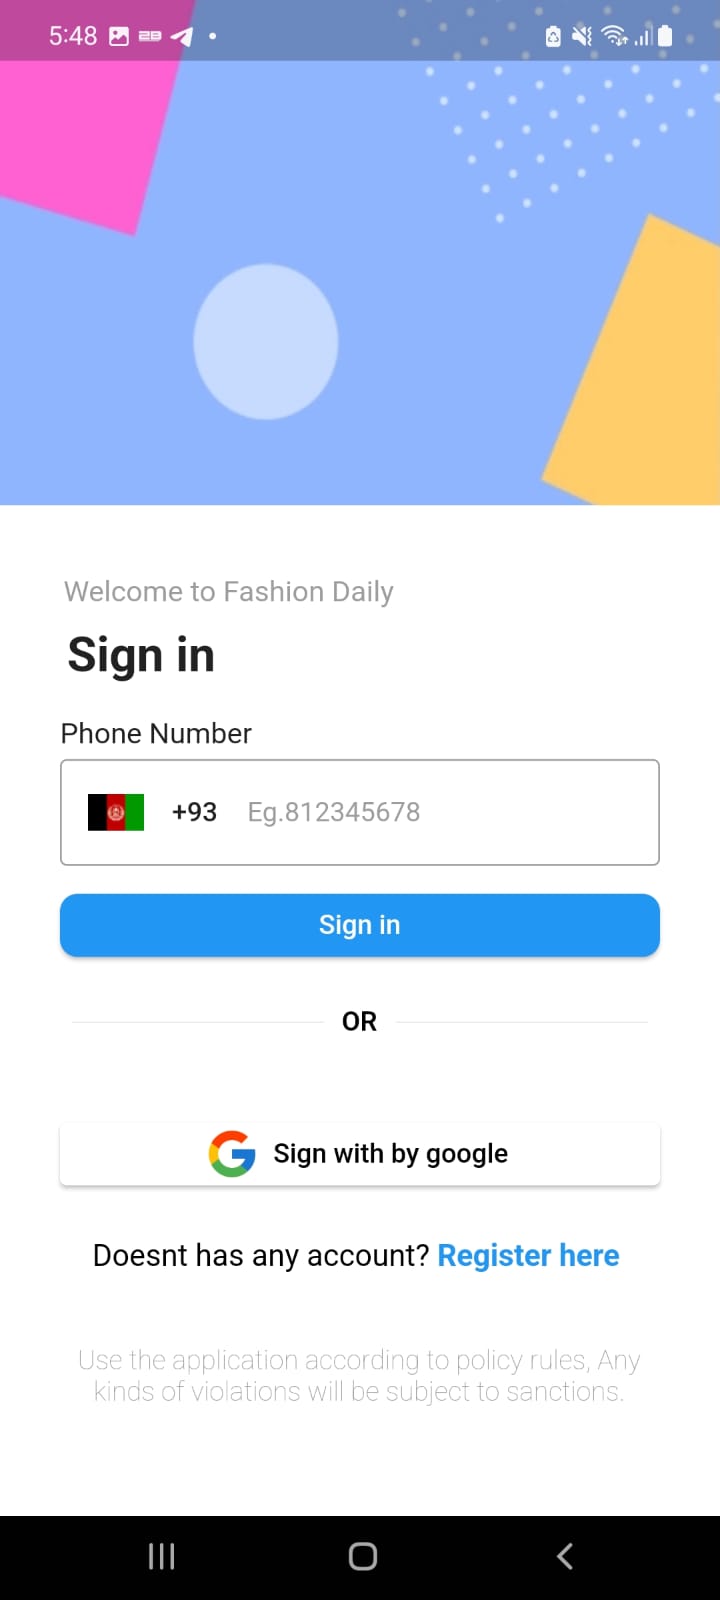 5:48
Welcome to Fashion Daily
Sign in
Phone Number
+93 Eg.812345678
Sign in
OR
Sign with by google
Doesnt has any account? Register here
Use the application according to policy rules, Any
kinds of violations will be subject to sanctions.